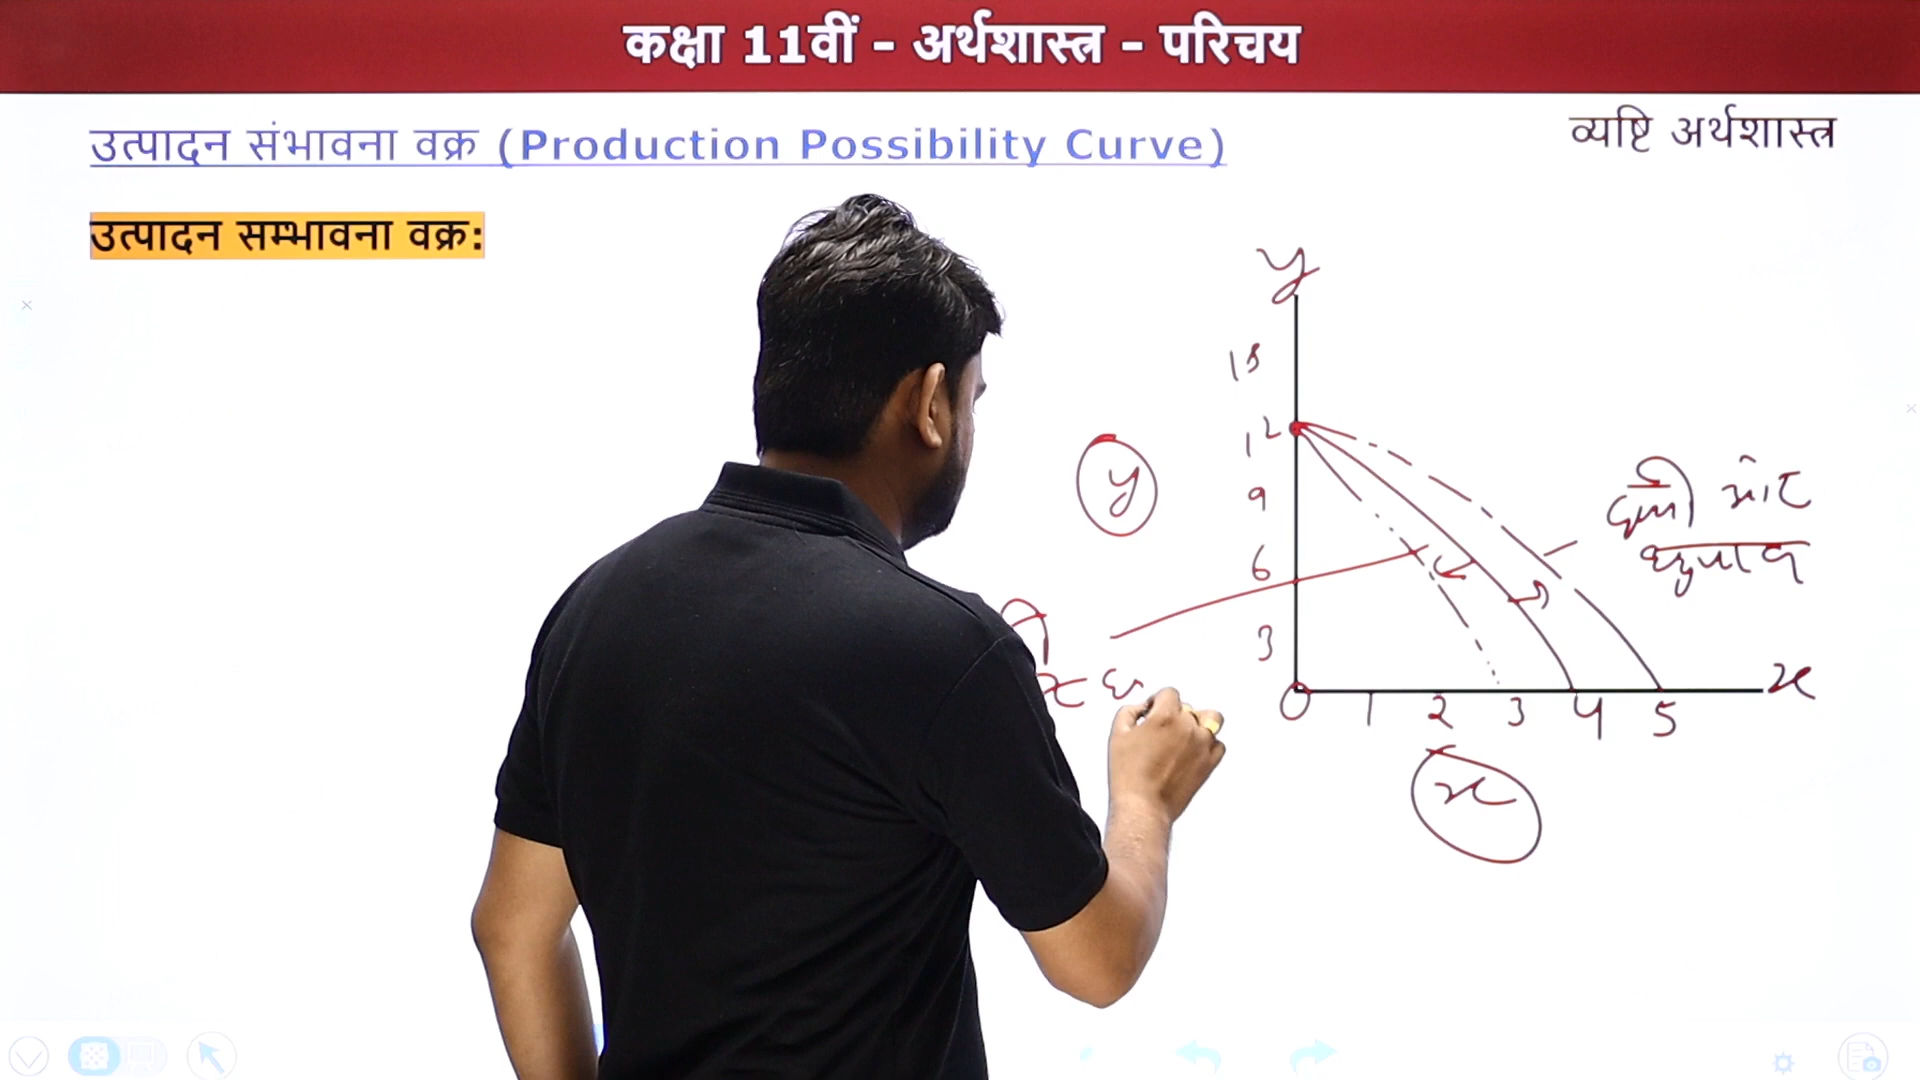 कक्षा 11वीं - अर्थशास्त्र - परिचय
उत्पादन संभावना वक्र (Production Possibility Curve)
व्यष्टि अर्थशास्त्र
उत्पादन सम्भावना वक्र:
y
15
12
9
6
3
y
0 1 2 3 4 5
x
x